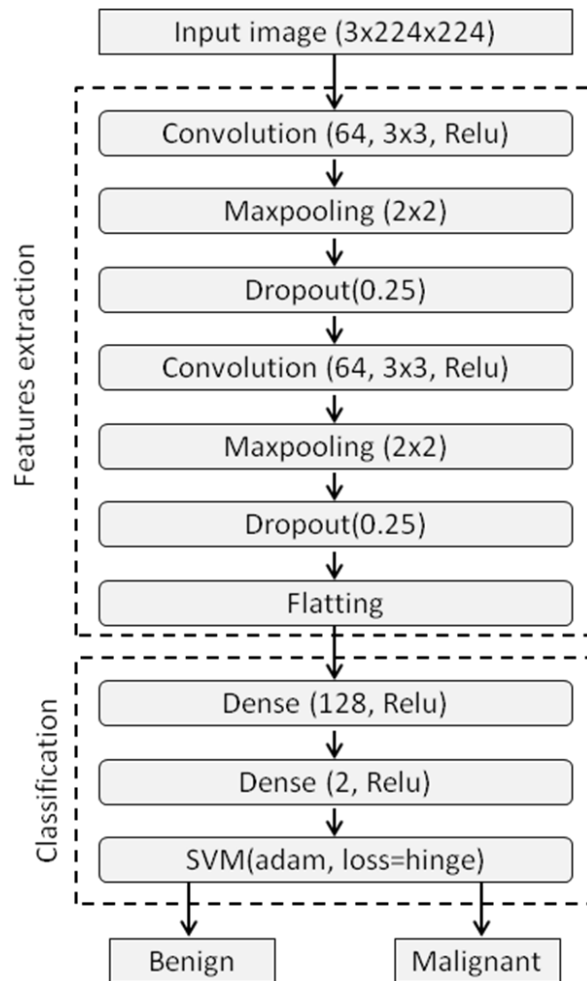 Input image (3x224x224)
Features extraction
Convolution (64, 3x3, Relu)
Maxpooling (2x2)
Dropout(0.25)
Convolution (64, 3x3, Relu)
Maxpooling (2x2)
Dropout(0.25)
Flatting
Classification
Dense (128, Relu)
Dense (2, Relu)
SVM(adam, loss=hinge)
Benign
Malignant